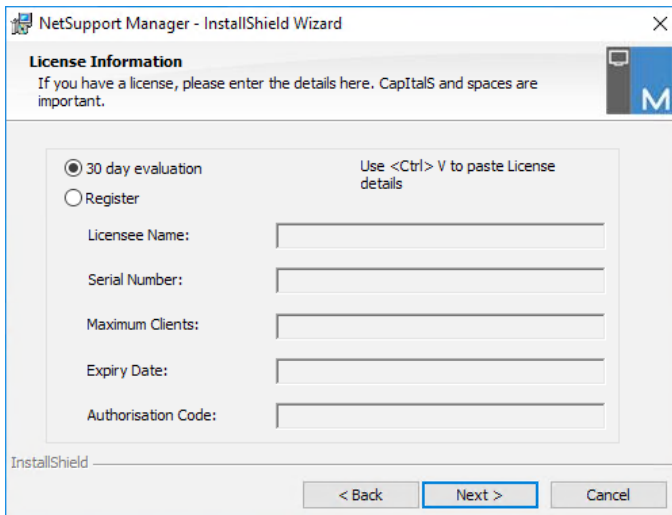 NetSupport Manager - InstallShield Wizard
License Information
If you have a license, please enter the details here. CapItalS and spaces are
important.
M
30 day evaluation
Use <Ctrl> V to paste License
details
Register
Licensee Name:
Serial Number:
Maximum Clients:
Expiry Date:
Authorisation Code:
InstallShield
< Back
Next >
Cancel